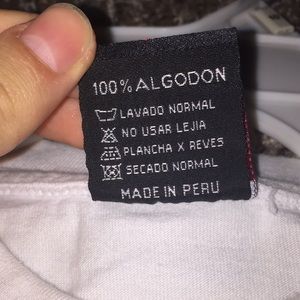 100% ALGODON
LAVADO NORMAL
NO USAR LEJIA
PLANCHA X REVES
SECADO NORMAL
MADE IN PERU